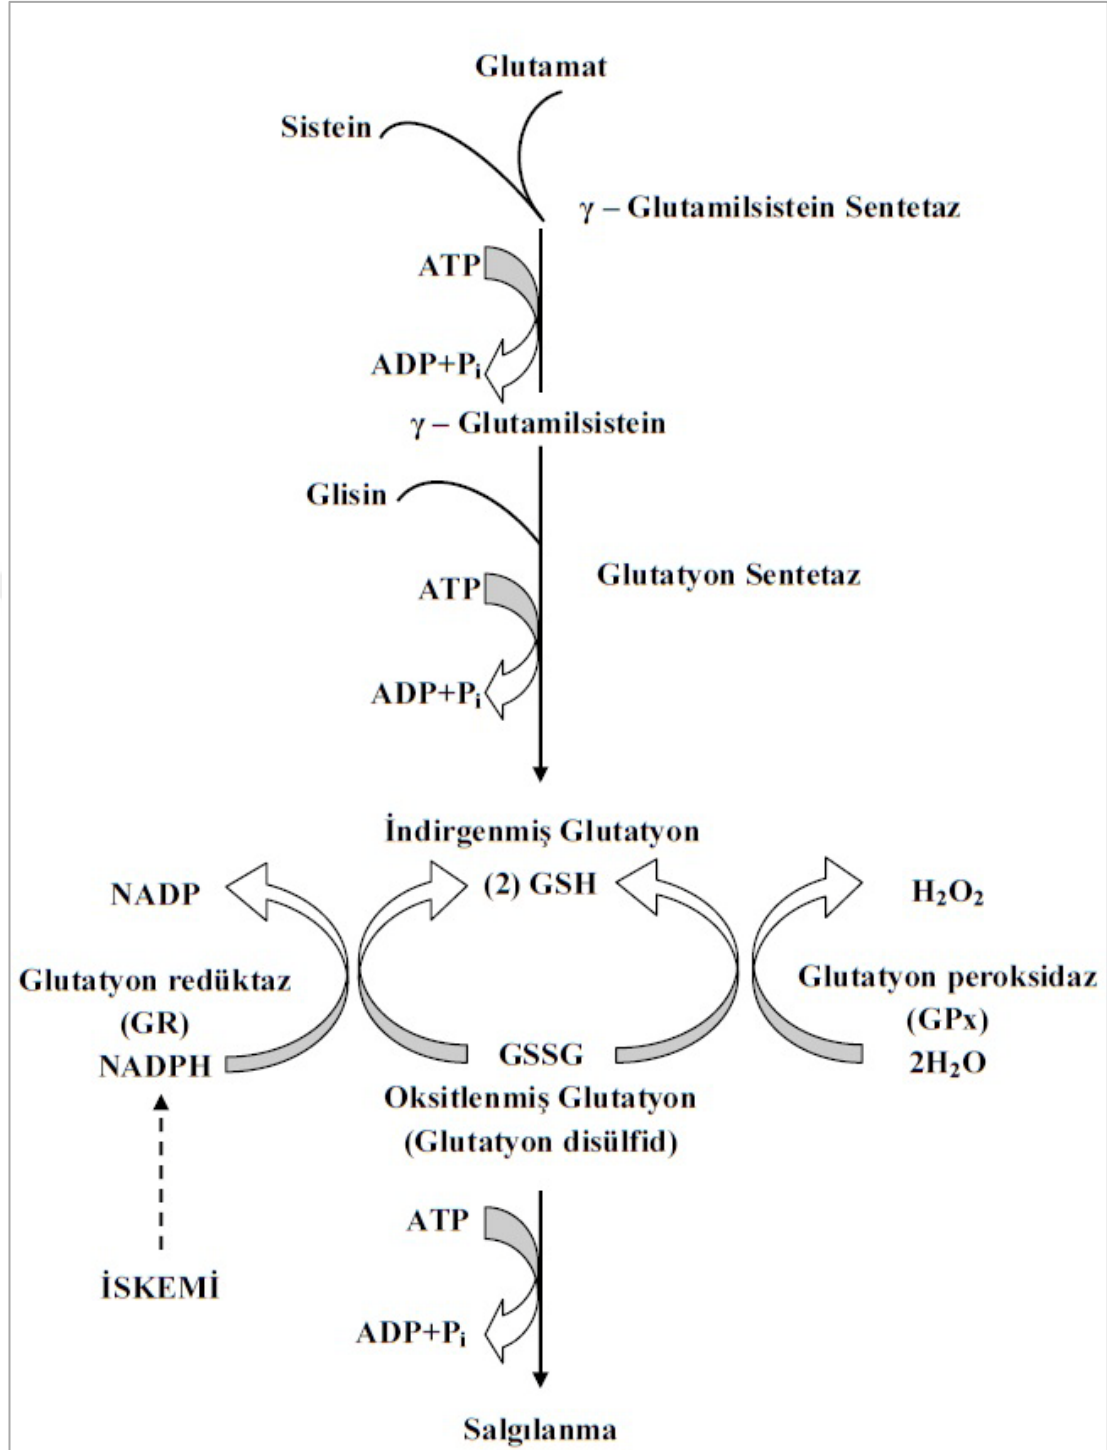 Glutamat
Sistein
γ – Glutamilsistein Sentetaz
ATP
ADP+Pi
γ – Glutamilsistein
Glisin
Glutatyon Sentetaz
ATP
ADP+Pi
İndirgenmiş Glutatyon
NADP
(2) GSH
H₂O₂
Glutatyon redüktaz
(GR)
NADPH
Glutatyon peroksidaz
(GPx)
2H₂O
GSSG
Oksitlenmiş Glutatyon
(Glutatyon disülfid)
ATP
İSKEMİ
ADP+Pi
Salgılanma